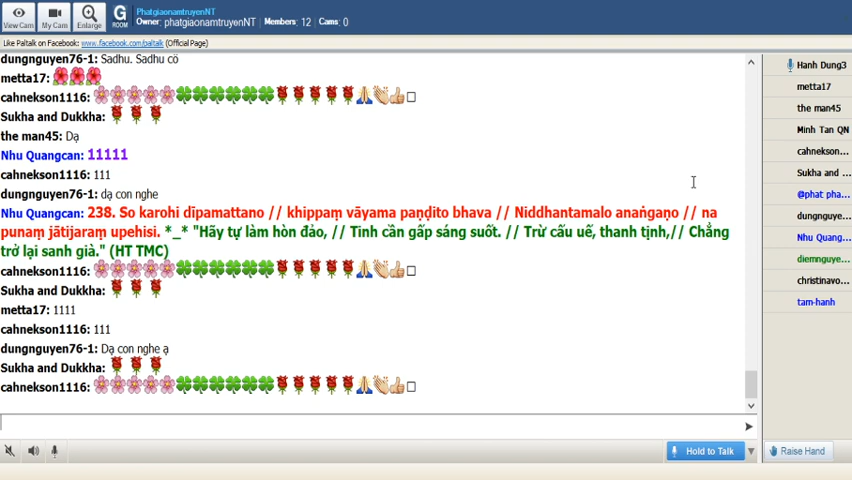 View Cam
My Cam
Enlarge
G
ROOM
PhatgiaonamtruyenNT
Owner: phatgiaonamtruyenNT Members: 12 Cams: 0
Like Paltalk on Facebook: www.facebook.com/paltalk (Official Page)
dungnguyen76-1: Sadhu. Sadhu cô
metta17:
cahnekson1116:
Sukha and Dukkha:
the man45: Dạ
Nhu Quangcan: 11111
cahnekson1116: 111
dungnguyen76-1: dạ con nghe
Nhu Quangcan: 238. So karohi dīpamattano // khippaṃ vāyama paṇḍito bhava // Niddhantamalo anaṅgaṇo // na
punaṃ jātijaraṃ upehisi. *_* "Hãy tự làm hòn đảo, // Tinh cần gấp sáng suốt. // Trừ cấu uế, thanh tịnh,// Chẳng
trở lại sanh già." (HT TMC)
cahnekson1116:
Sukha and Dukkha:
metta17: 1111
cahnekson1116: 111
dungnguyen76-1: Dạ con nghe ạ
Sukha and Dukkha:
cahnekson1116:
Hold to Talk
Hanh Dung3
metta17
the man45
Minh Tan QN
cahnekson...
Sukha and ...
@phat pha...
dungnguye...
Nhu Quang...
diemnguye...
christinavo...
tam-hanh
Raise Hand